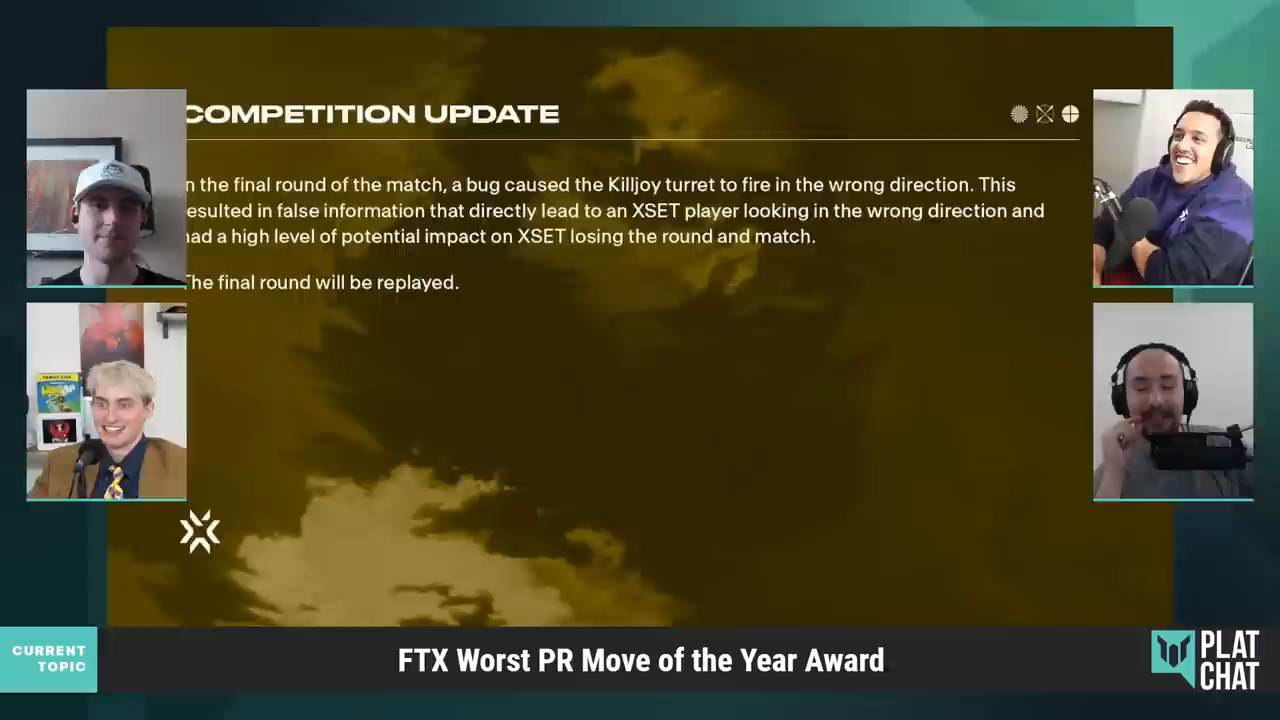 COMPETITION UPDATE
n the final round of the match, a bug caused the Killjoy turret to fire in the wrong direction. This
esulted in false information that directly lead to an XSET player looking in the wrong direction and
had a high level of potential impact on XSET losing the round and match.
The final round will be replayed.
CURRENT
TOPIC
FTX Worst PR Move of the Year Award
PLAT
CHAT